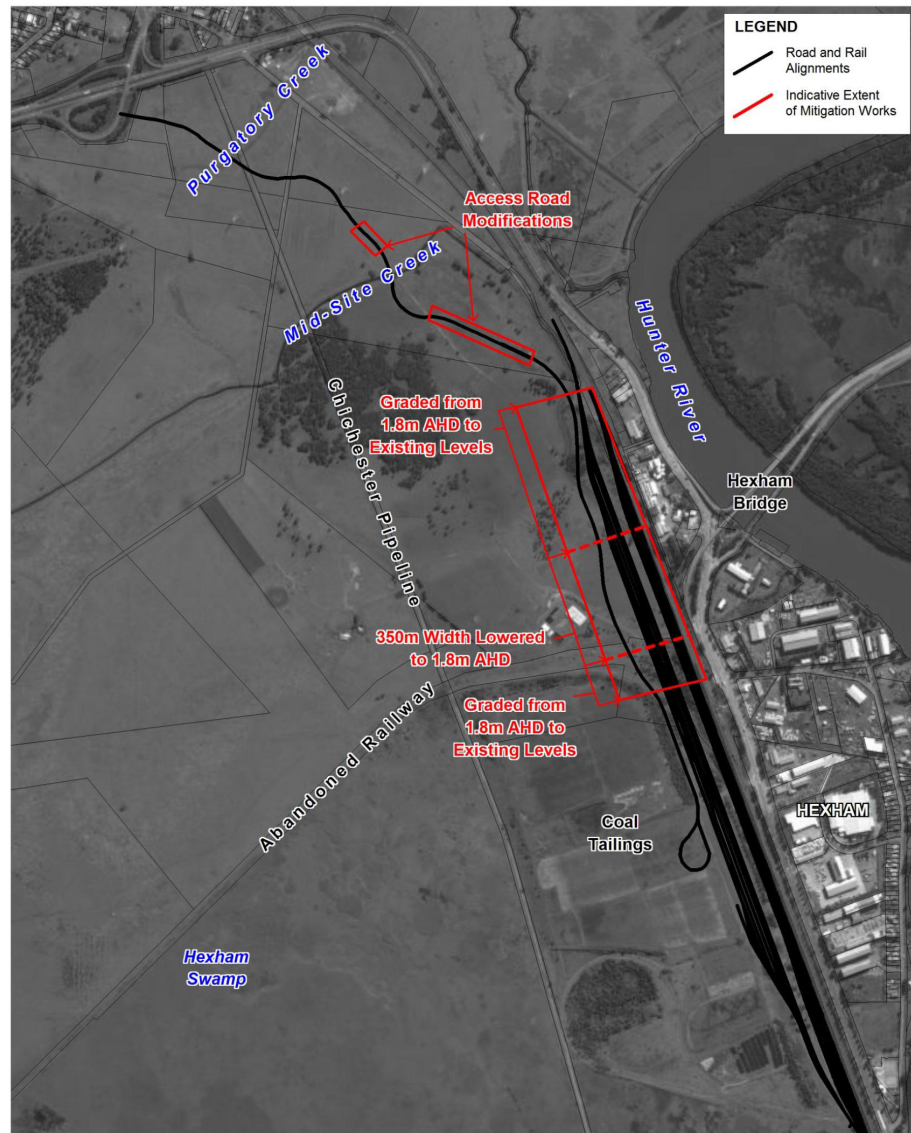 LEGEND
Road and Rail
Alignments
Indicative Extent
of Mitigation Works
Purgatory Creek
Access Road
Modifications
Mid-Site Creek
Hunter River
Chichester Pipeline
Graded from
1.8m AHD to
Existing Levels
Hexham
Bridge
350m Width Lowered
to 1.8m AHD
Graded from
1.8m AHD to
Existing Levels
Abandoned Railway
HEXHAM
Coal
Tailings
Hexham
Swamp